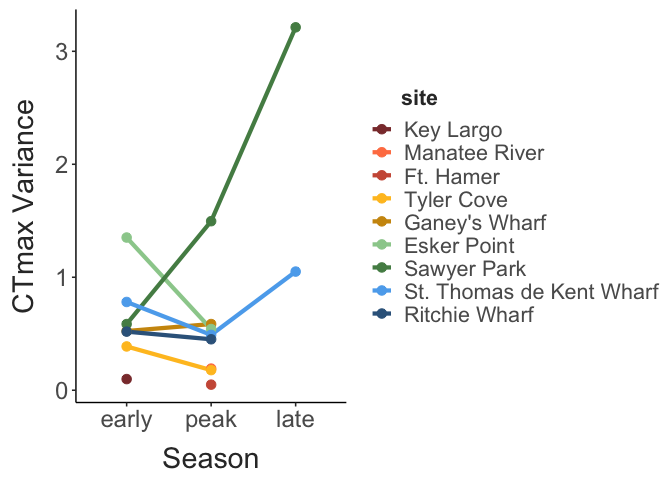 3
2
1
0
CTmax Variance
early peak late
Season
site
Key Largo
Manatee River
Ft. Hamer
Tyler Cove
Ganey's Wharf
Esker Point
Sawyer Park
St. Thomas de Kent Wharf
Ritchie Wharf